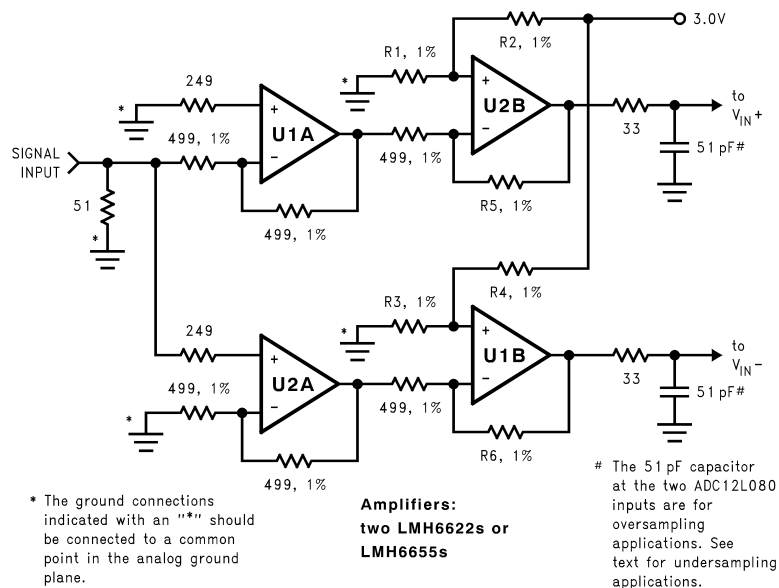 R1, 1%
R2, 1%
3.0V
*
249
*
+
U1A
−
+
U2B
−
to
VIN+
33
51 pF#
SIGNAL
INPUT
499, 1%
499, 1%
R5, 1%
51
*
499, 1%
R3, 1%
R4, 1%
*
249
+
U2A
−
+
U1B
−
to
VIN−
33
51 pF#
499, 1%
*
499, 1%
R6, 1%
499, 1%
* The ground connections
indicated with an "*" should
be connected to a common
point in the analog ground
plane.
Amplifiers:
two LMH6622s or
LMH6655s
# The 51 pF capacitor
at the two ADC12L080
inputs are for
oversampling
applications. See
text for undersampling
applications.